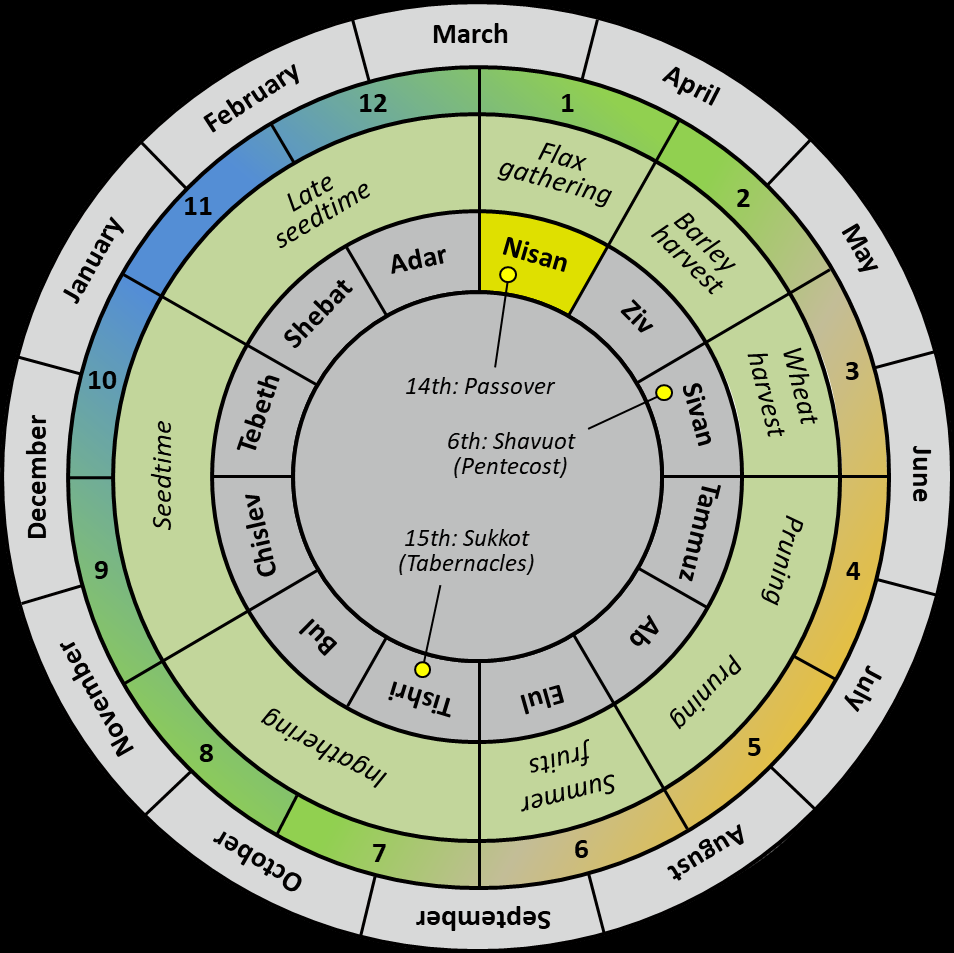 March
April
May
June
July
August
September
October
November
December
January
February
1
2
3
4
5
6
7
8
9
10
11
12
Flax
gathering
Barley
harvest
Wheat
harvest
Pruning
Pruning
Summer
fruits
Ingathering
Seedtime
Late
seedtime
Nisan
Ziv
Sivan
Tammuz
Ab
Elul
Tishri
Bul
Chislev
Tebeth
Shebat
Adar
14th: Passover
6th: Shavuot
(Pentecost)
15th: Sukkot
(Tabernacles)